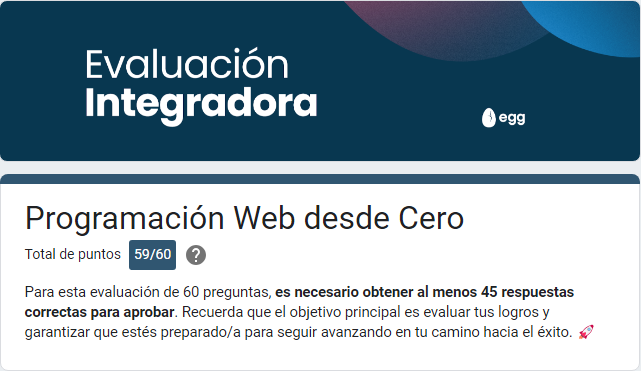 Evaluación
Integradora
egg
Programación Web desde Cero
Total de puntos 59/60 ?
Para esta evaluación de 60 preguntas, es necesario obtener al menos 45 respuestas
correctas para aprobar. Recuerda que el objetivo principal es evaluar tus logros y
garantizar que estés preparado/a para seguir avanzando en tu camino hacia el éxito. 🚀